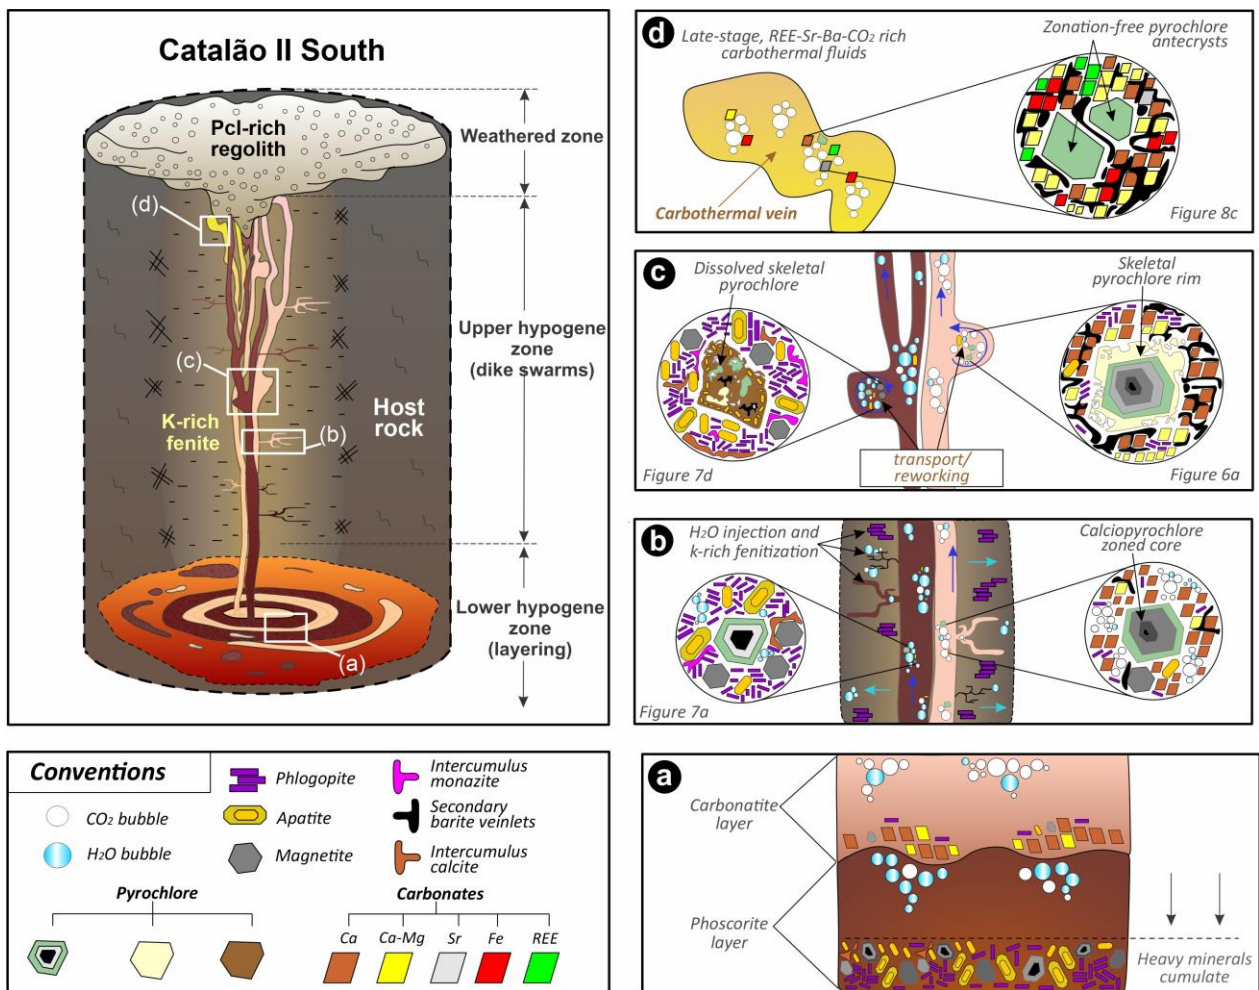 Catalão II South
Pcl-rich
regolith
Weathered zone
(d)
Upper hypogene
zone
(dike swarms)
(c)
K-rich
fenite
Host
rock
(b)
Lower hypogene
zone
(layering)
(a)
Conventions
CO₂ bubble
H₂O bubble
Phlogopite
Apatite
Magnetite
Intercumulus
monazite
Secondary
barite veinlets
Intercumulus
calcite
Pyrochlore
Carbonates
Ca
Ca-Mg
Sr
Fe
REE
d
Late-stage, REE-Sr-Ba-CO₂ rich
carbothermal fluids
Zonation-free pyrochlore
antecrysts
Carbothermal vein
Figure 8c
c
Dissolved skeletal
pyrochlore
Skeletal
pyrochlore rim
Figure 7d
transport/
reworking
Figure 6a
b
H₂O injection and
k-rich fenitization
Calciopyrochlore
zoned core
Figure 7a
a
Carbonatite
layer
Phoscorite
layer
Heavy minerals
cumulate